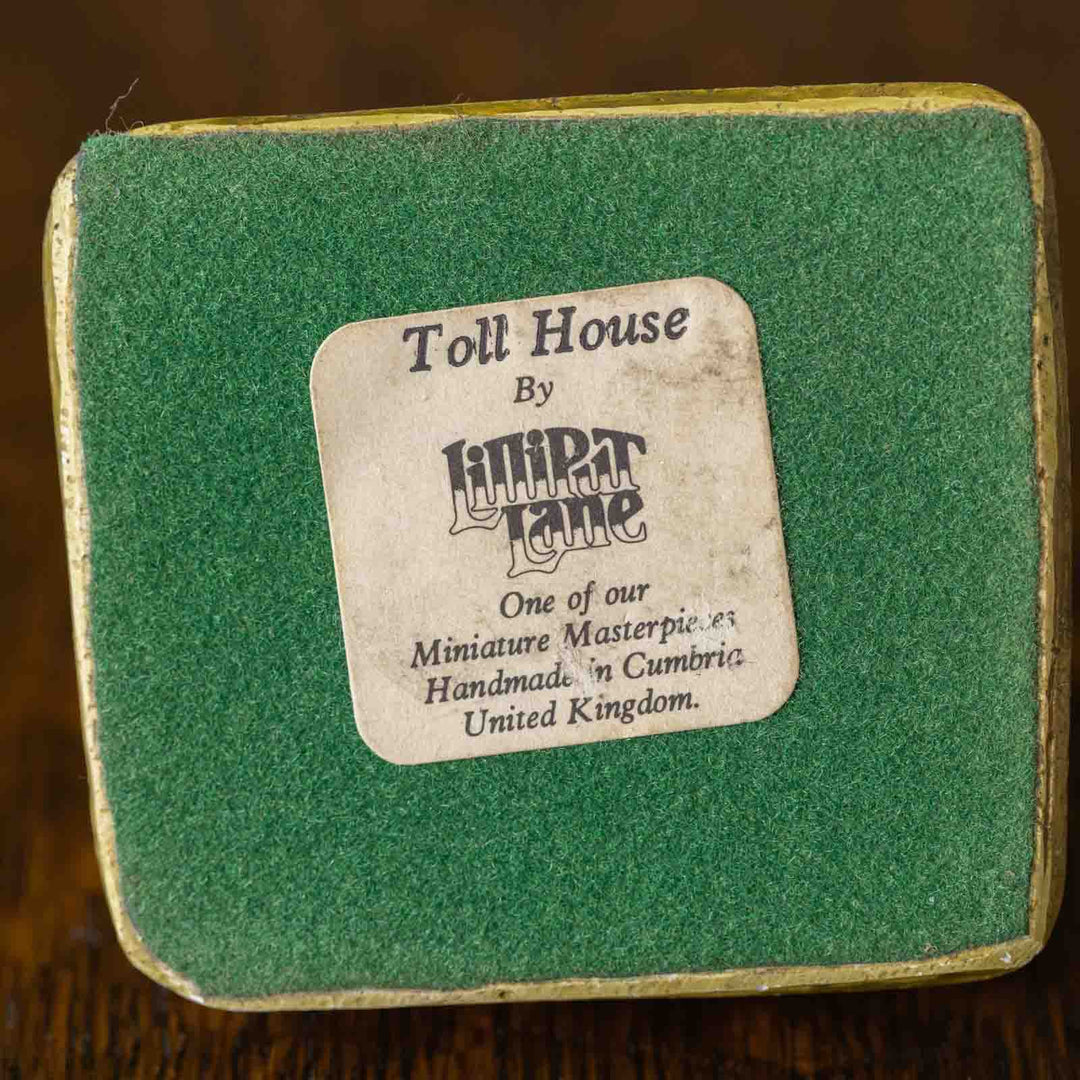 Toll House
By
Lilliput
Lane
One of our
Miniature Masterpieces
Handmade in Cumbria
United Kingdom.